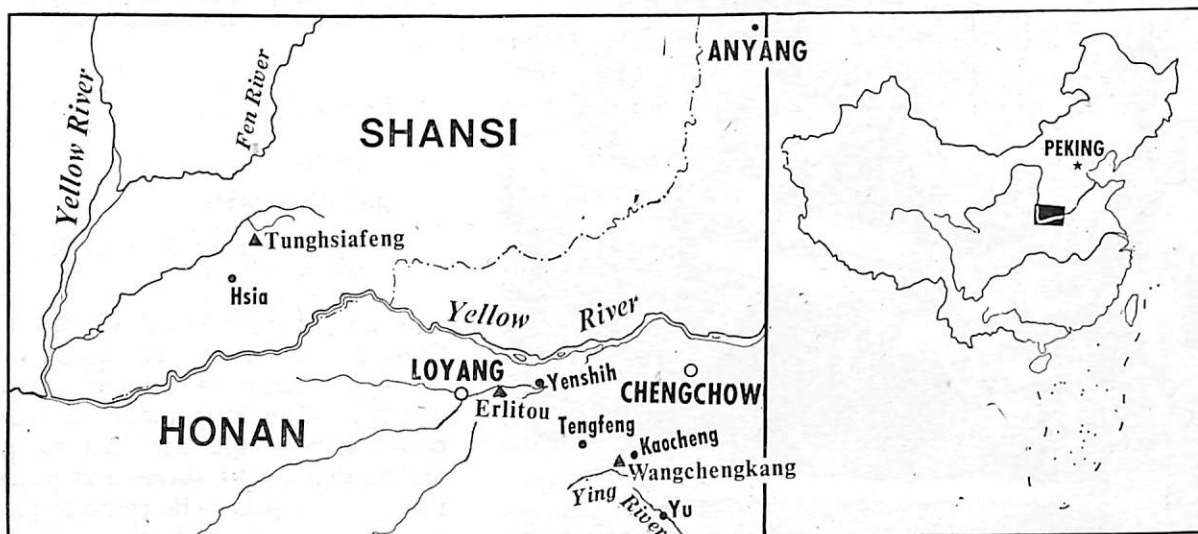 ANYANG
Yellow River
Fen River
SHANSI
PEKING
Tunghsiafeng
Hsia
Yellow River
LOYANG
Yenshih
CHENGCHOW
Erlitou
HONAN
Tengfeng
Kaocheng
Wangchengkang
Ying River
Yu